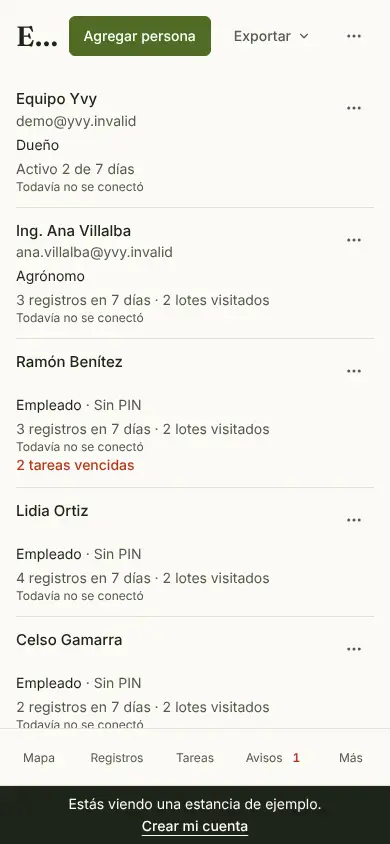 E...
Agregar persona
Exportar
Equipo Yvy
demo@yvy.invalid
Dueño
Activo 2 de 7 días
Todavía no se conectó
Ing. Ana Villalba
ana.villalba@yvy.invalid
Agrónomo
3 registros en 7 días · 2 lotes visitados
Todavía no se conectó
Ramón Benítez
Empleado · Sin PIN
3 registros en 7 días · 2 lotes visitados
Todavía no se conectó
2 tareas vencidas
Lidia Ortiz
Empleado · Sin PIN
4 registros en 7 días · 2 lotes visitados
Todavía no se conectó
Celso Gamarra
Empleado · Sin PIN
2 registros en 7 días · 2 lotes visitados
Todavía no se conectó
Mapa Registros Tareas Avisos 1 Más
Estás viendo una estancia de ejemplo.
Crear mi cuenta